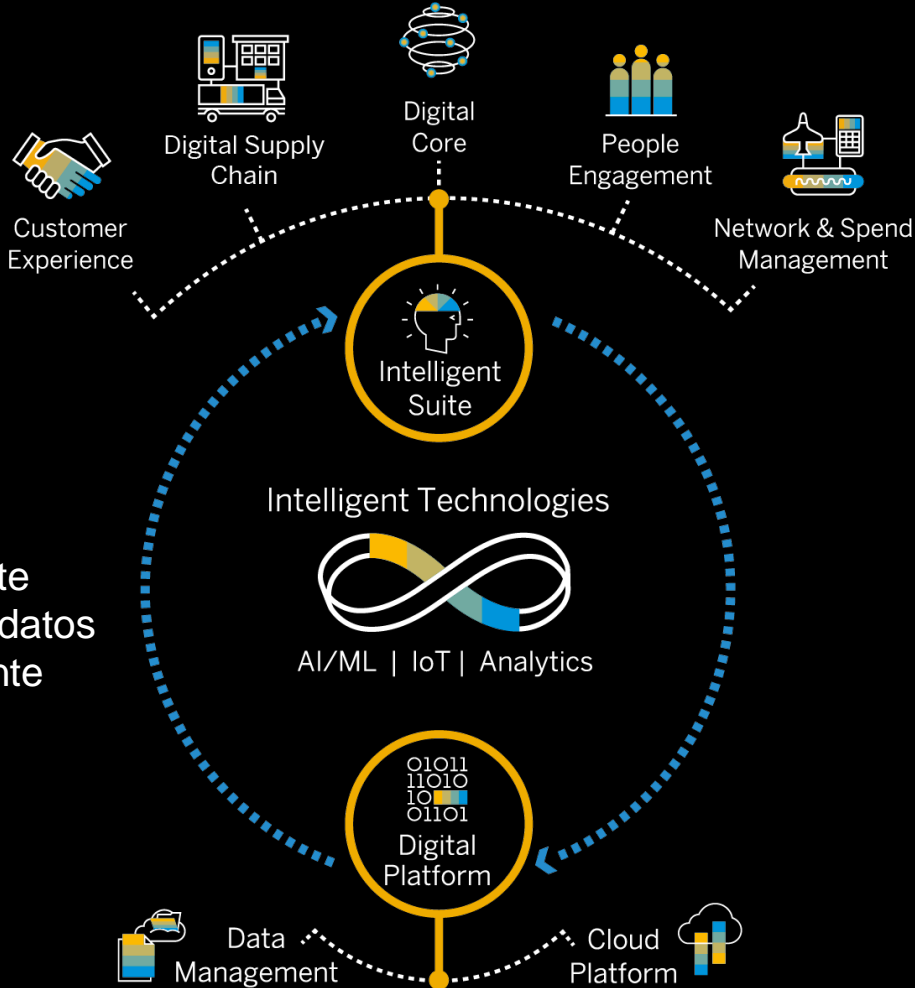 Digital
Core
Digital Supply
Chain
People
Engagement
Customer
Experience
Network & Spend
Management
Intelligent
Suite
Intelligent Technologies
te
datos
nte
AI/ML | IoT | Analytics
01011
11010
10
01101
Digital
Platform
Data
Management
Cloud
Platform